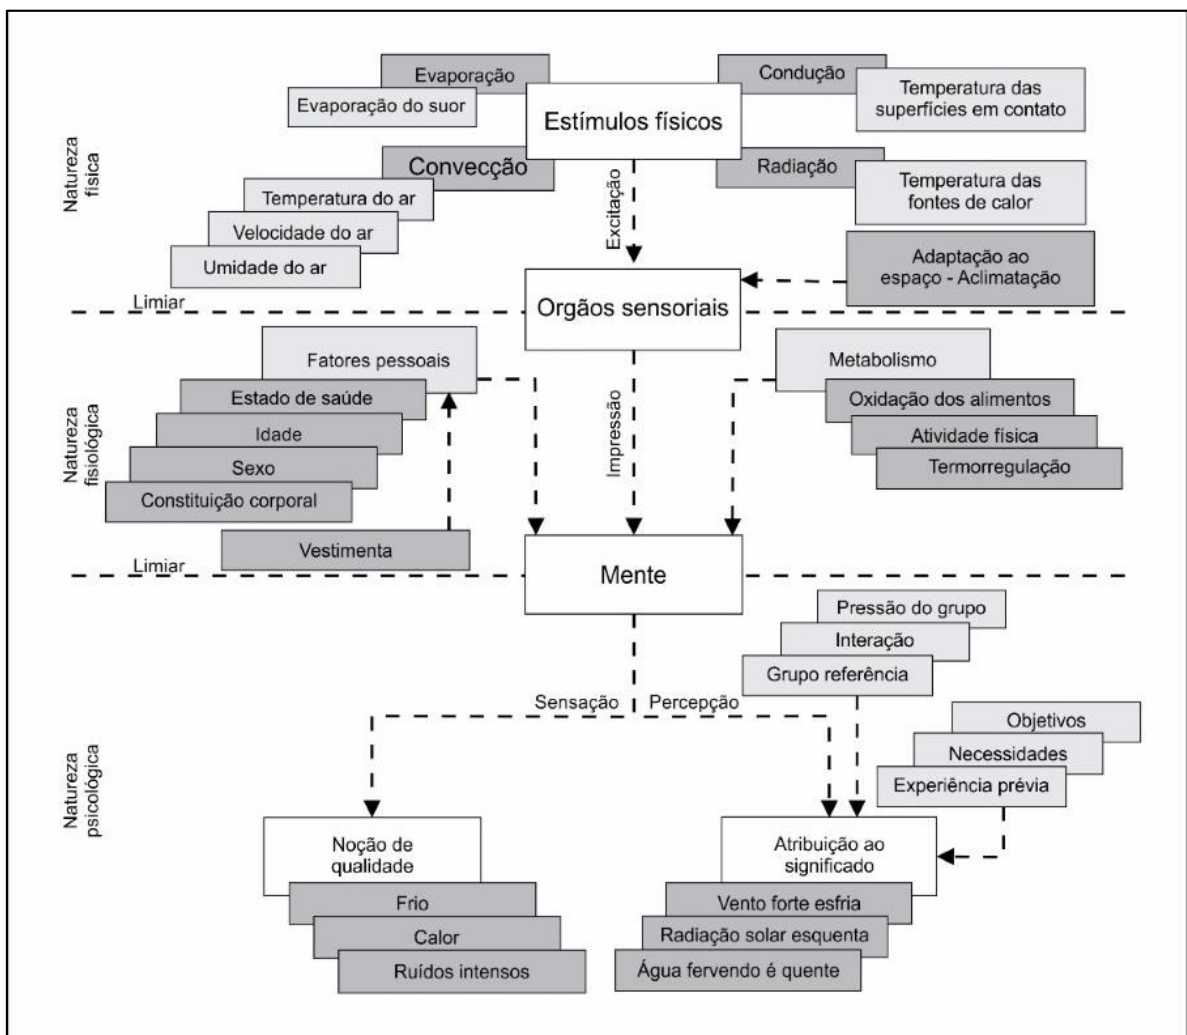 Evaporação
Evaporação do suor
Estímulos físicos
Condução
Temperatura das
superfícies em contato
Natureza
física
Convecção
Temperatura do ar
Velocidade do ar
Umidade do ar
Excitação
Radiação
Temperatura das
fontes de calor
Adaptação ao
espaço - Aclimatação
Limiar
Orgãos sensoriais
Natureza
fisiológica
Fatores pessoais
Estado de saúde
Idade
Sexo
Constituição corporal
Vestimenta
Impressão
Metabolismo
Oxidação dos alimentos
Atividade física
Termorregulação
Limiar
Mente
Natureza
psicológica
Pressão do grupo
Interação
Grupo referência
Sensação
Percepção
Objetivos
Necessidades
Experiência prévia
Noção de
qualidade
Frio
Calor
Ruídos intensos
Atribuição ao
significado
Vento forte esfria
Radiação solar esquenta
Água fervendo é quente